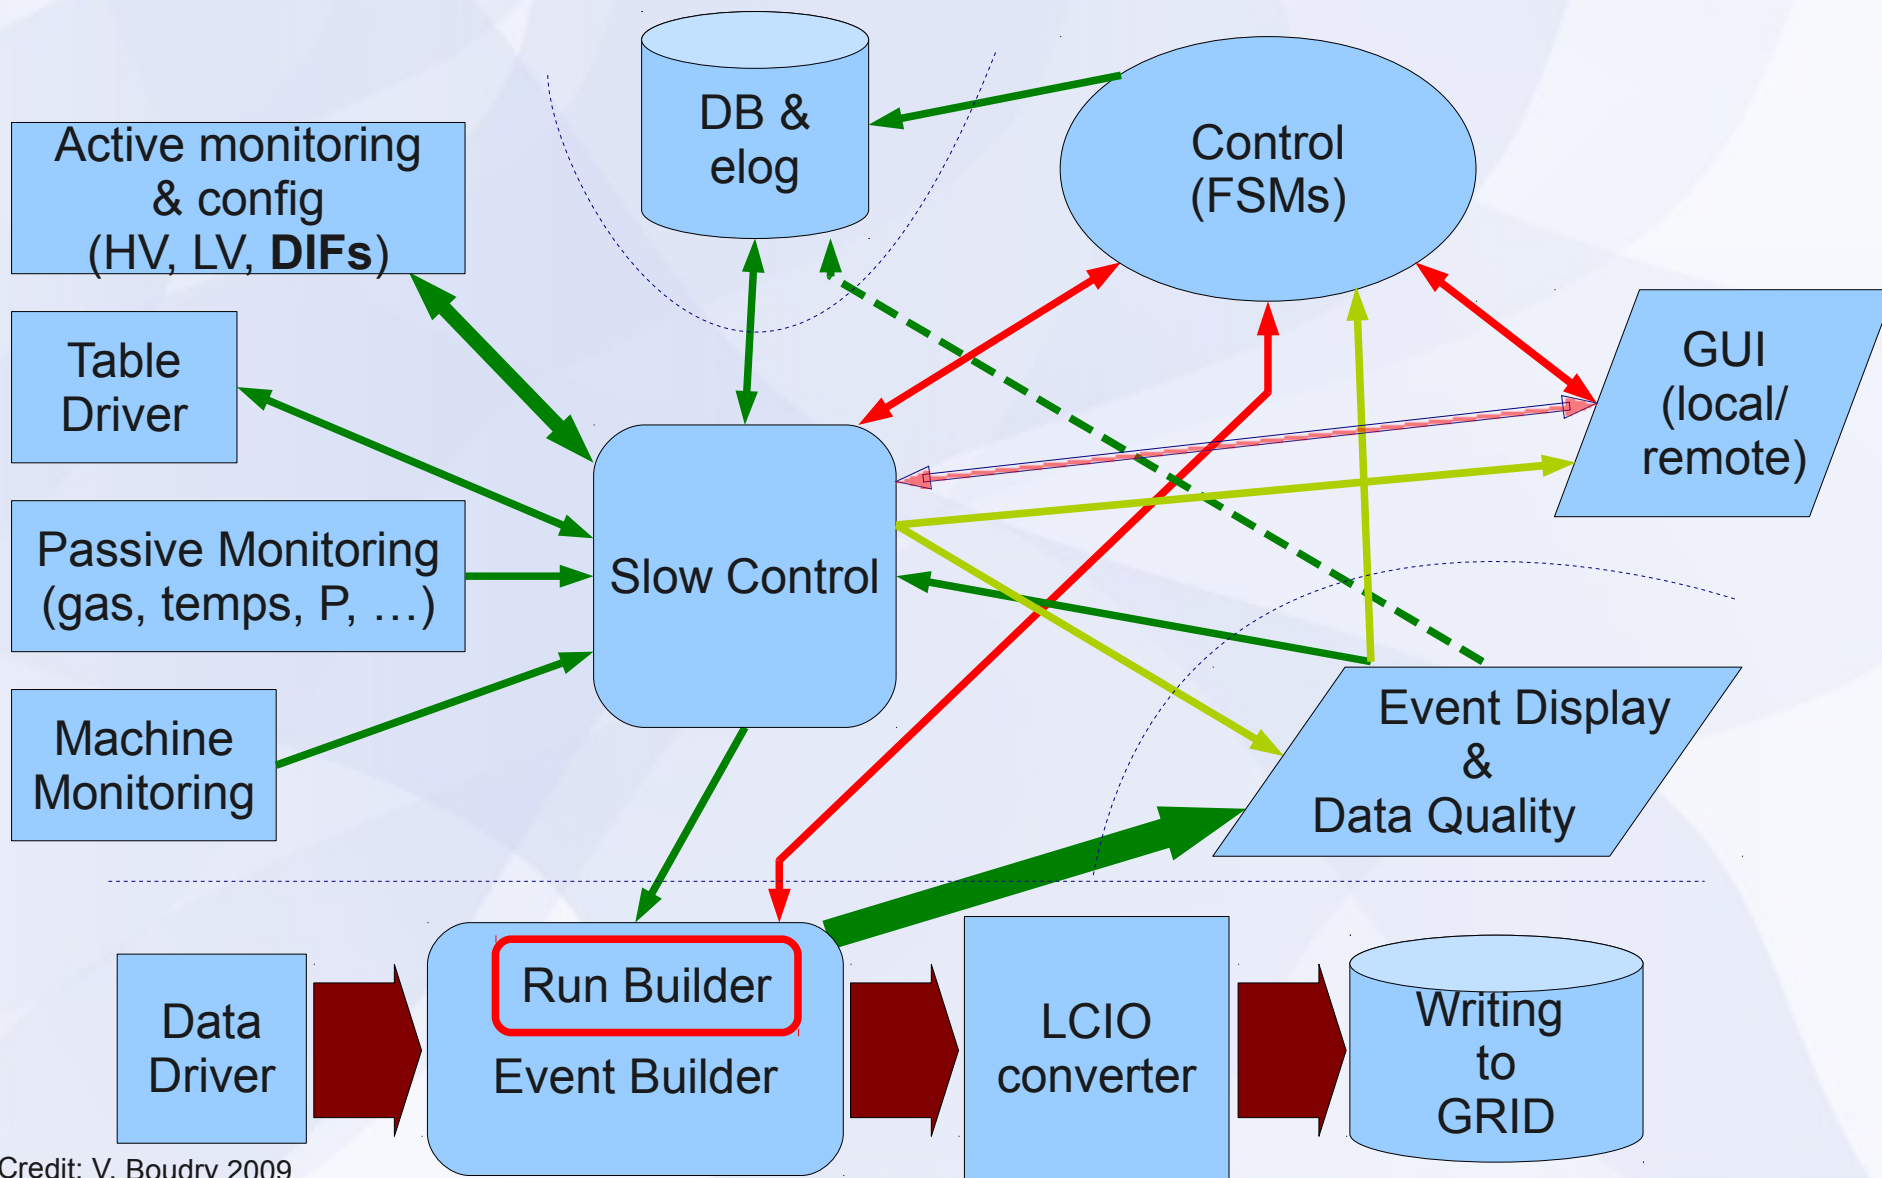 DB &
elog
Control
(FSMs)
Active monitoring
& config
(HV, LV, DIFs)
Table
Driver
GUI
(local/
remote)
Passive Monitoring
(gas, temps, P, …)
Slow Control
Machine
Monitoring
Event Display
&
Data Quality
Run Builder
Event Builder
Data
Driver
LCIO
converter
Writing
to
GRID
Credit: V. Boudry 2009